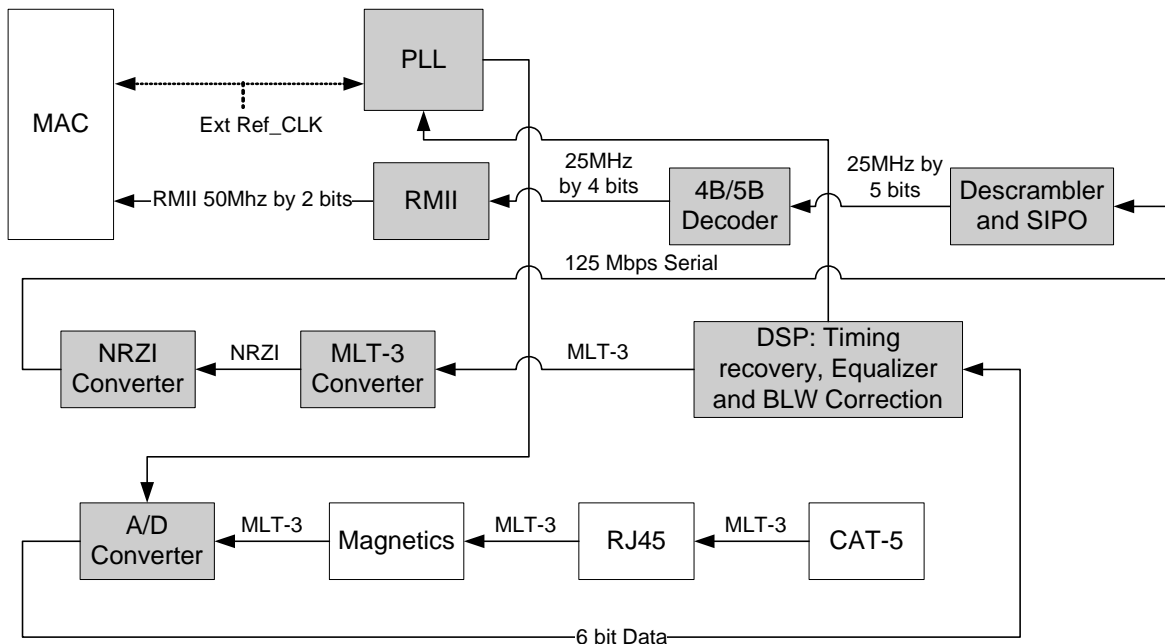 PLL
MAC
Ext Ref_CLK
25MHz
by 4 bits
25MHz by
5 bits
RMII 50Mhz by 2 bits
RMII
4B/5B
Decoder
Descrambler
and SIPO
125 Mbps Serial
NRZI
Converter
NRZI
MLT-3
Converter
MLT-3
DSP: Timing
recovery, Equalizer
and BLW Correction
A/D
Converter
MLT-3
Magnetics
MLT-3
RJ45
MLT-3
CAT-5
6 bit Data